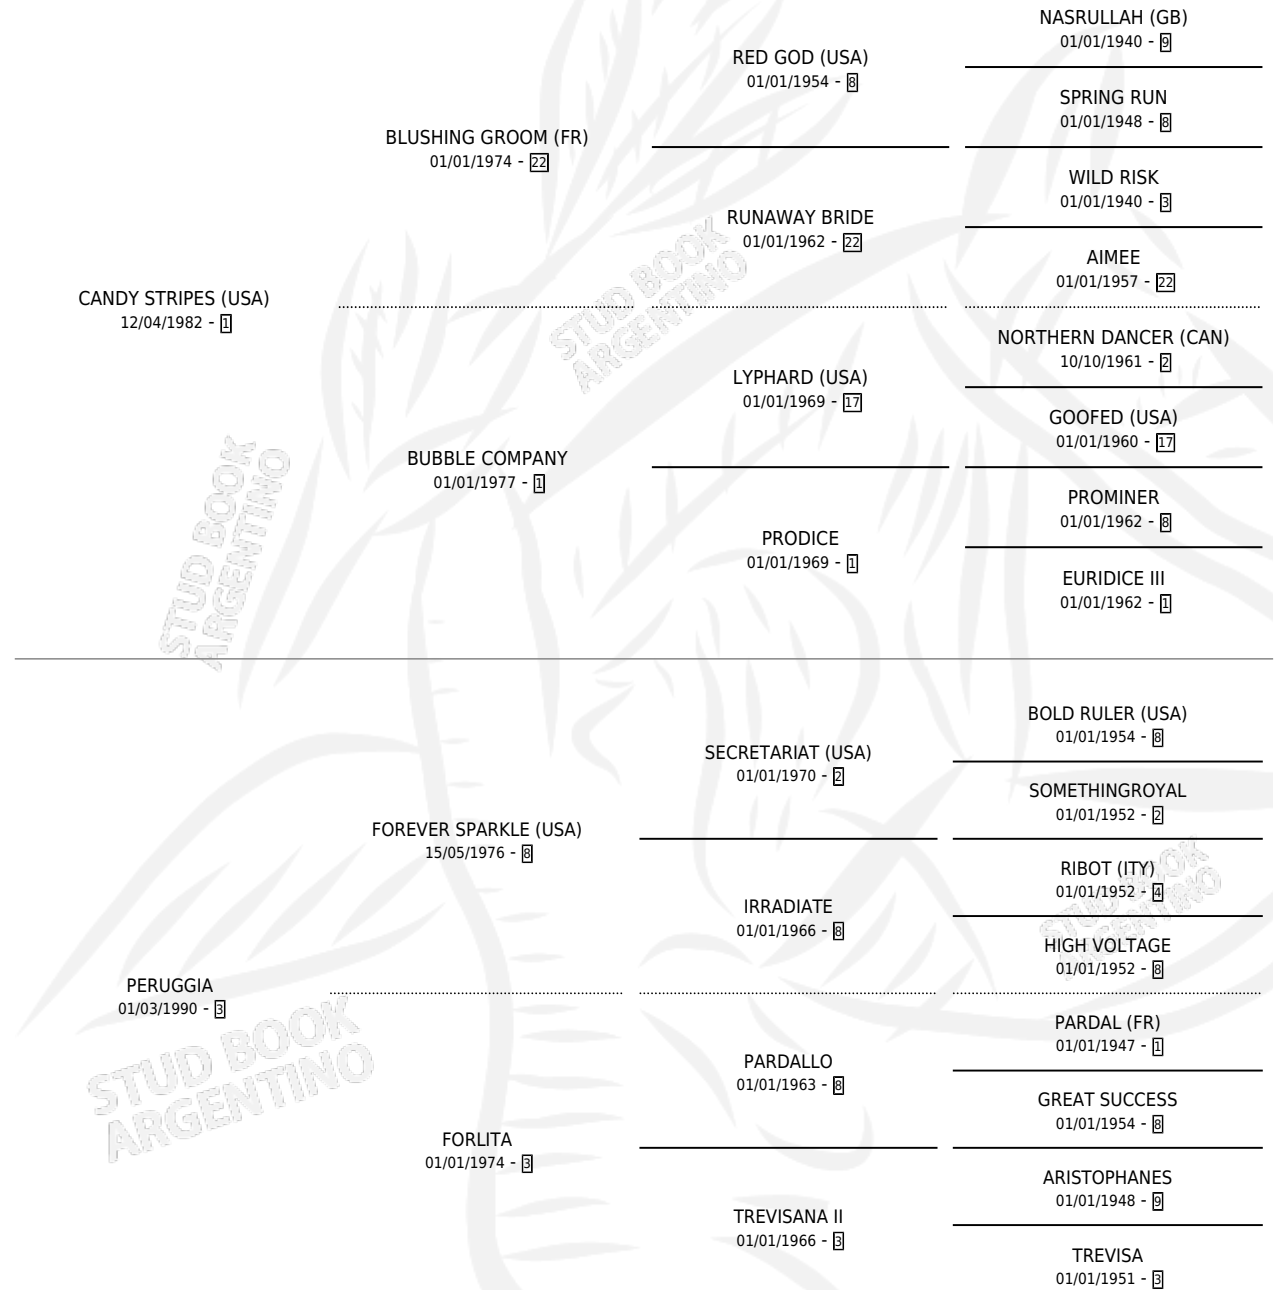 NASRULLAH (GB)
01/01/1940 - 9
RED GOD (USA)
01/01/1954 - 8
SPRING RUN
01/01/1948 - 8
BLUSHING GROOM (FR)
01/01/1974 - 22
WILD RISK
01/01/1940 - 3
RUNAWAY BRIDE
01/01/1962 - 22
AIMEE
01/01/1957 - 22
CANDY STRIPES (USA)
12/04/1982 - 1
NORTHERN DANCER (CAN)
10/10/1961 - 2
LYPHARD (USA)
01/01/1969 - 17
GOOFED (USA)
01/01/1960 - 17
BUBBLE COMPANY
01/01/1977 - 1
PROMINER
01/01/1962 - 8
PRODICE
01/01/1969 - 1
EURIDICE III
01/01/1962 - 1
BOLD RULER (USA)
01/01/1954 - 8
SECRETARIAT (USA)
01/01/1970 - 2
SOMETHINGROYAL
01/01/1952 - 2
FOREVER SPARKLE (USA)
15/05/1976 - 8
RIBOT (ITY)
01/01/1952 - 4
IRRADIATE
01/01/1966 - 8
HIGH VOLTAGE
01/01/1952 - 8
PERUGGIA
01/03/1990 - 3
PARDAL (FR)
01/01/1947 - 1
PARDALLO
01/01/1963 - 8
GREAT SUCCESS
01/01/1954 - 8
FORLITA
01/01/1974 - 3
ARISTOPHANES
01/01/1948 - 9
TREVISANA II
01/01/1966 - 3
TREVISA
01/01/1951 - 3
STUD BOOK
ARGENTINO
STUD BOOK
ARGENTINO
STUD BOOK
ARGENTINO
STUD BOOK
ARGENTINO